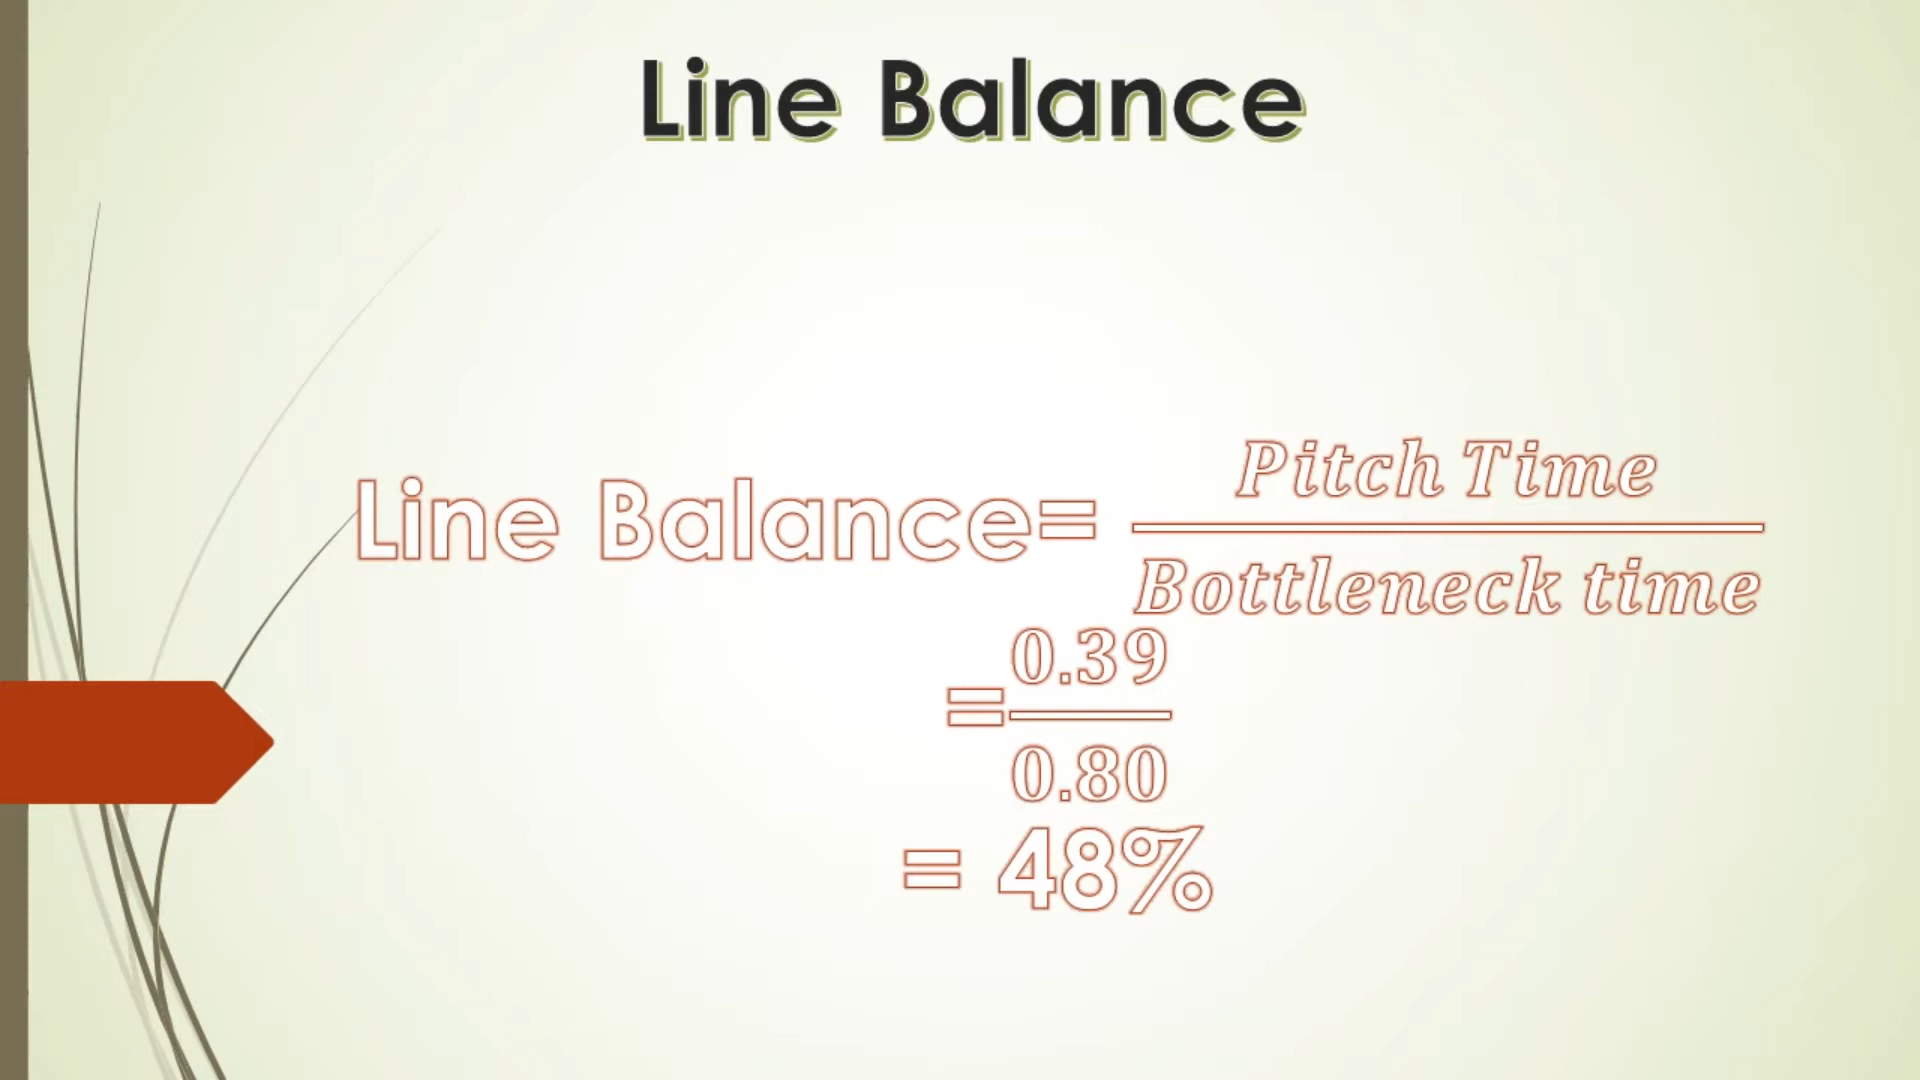 Line Balance
Line Balance= Pitch Time
Bottleneck time
= 0.39
0.80
= 48%